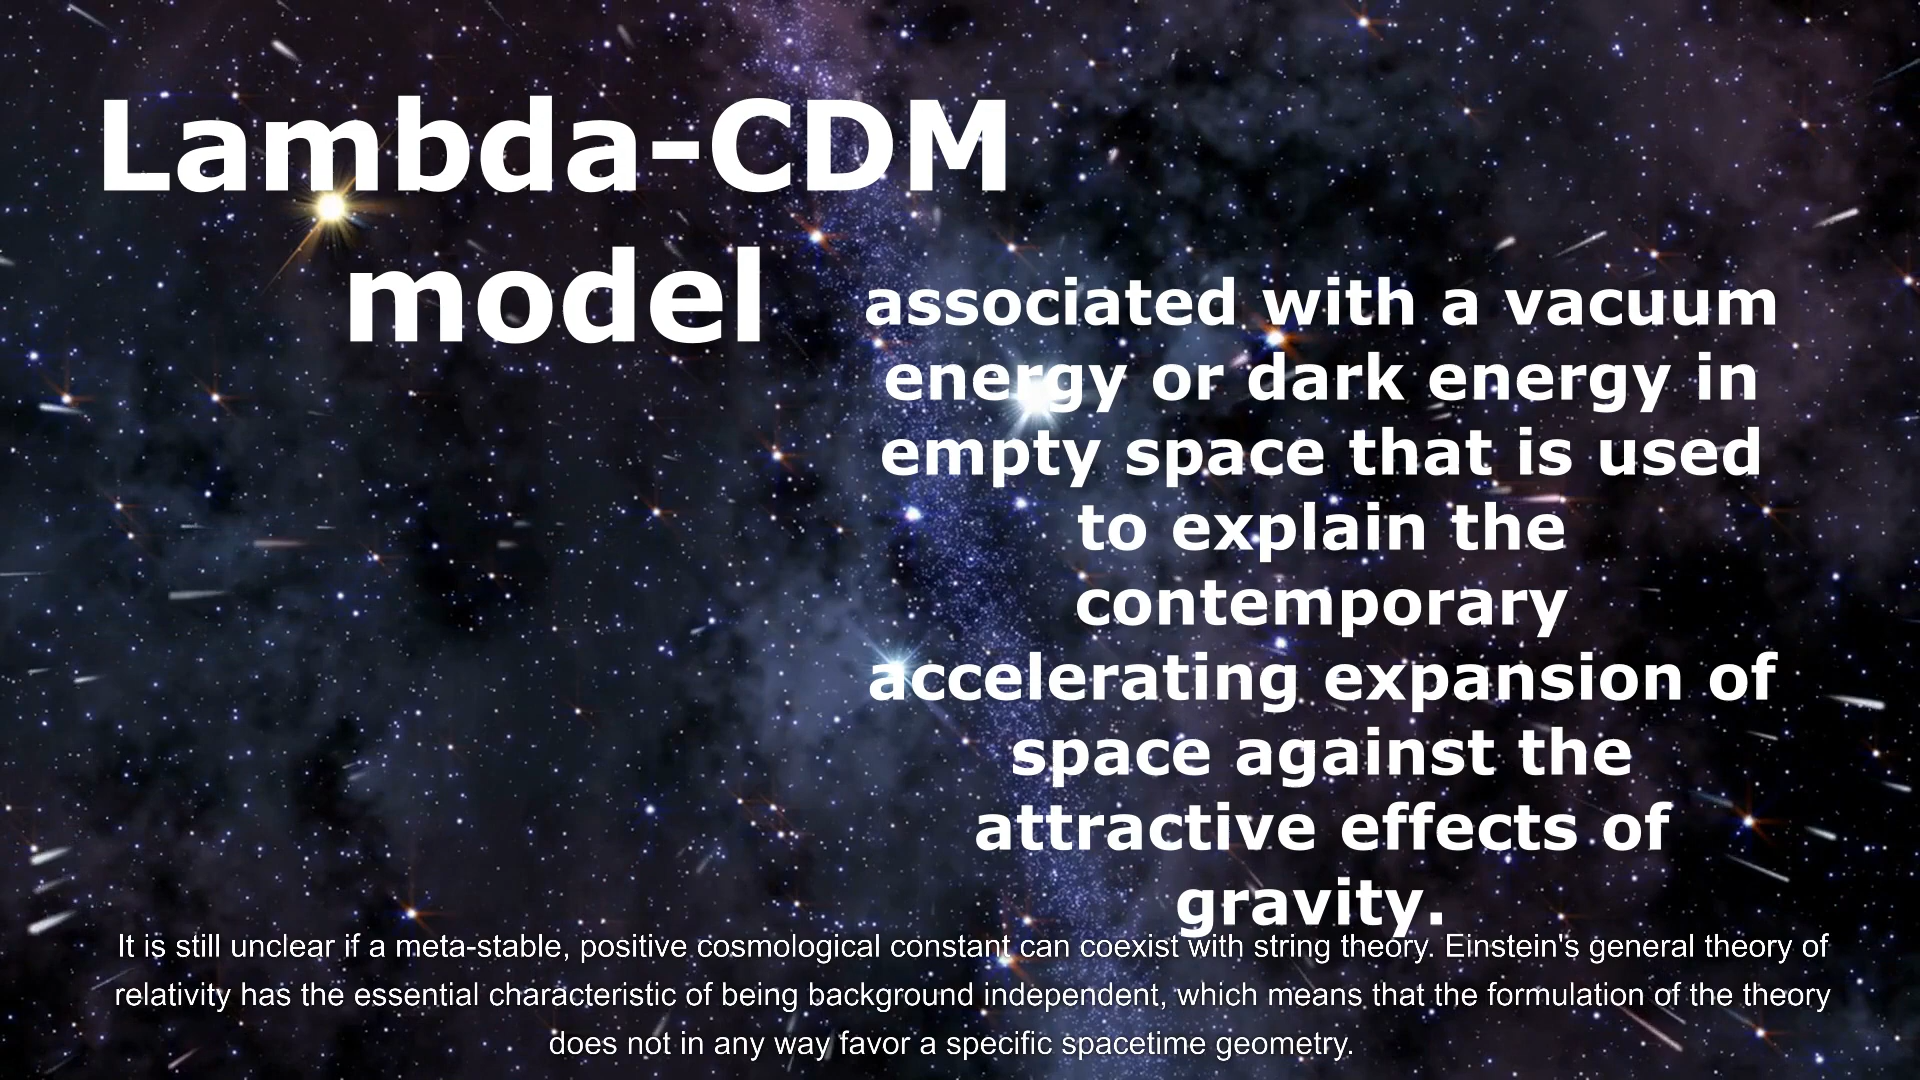 Lambda-CDM
model
associated with a vacuum
energy or dark energy in
empty space that is used
to explain the
contemporary
accelerating expansion of
space against the
attractive effects of
gravity.
It is still unclear if a meta-stable, positive cosmological constant can coexist with string theory. Einstein's general theory of
relativity has the essential characteristic of being background independent, which means that the formulation of the theory
does not in any way favor a specific spacetime geometry.